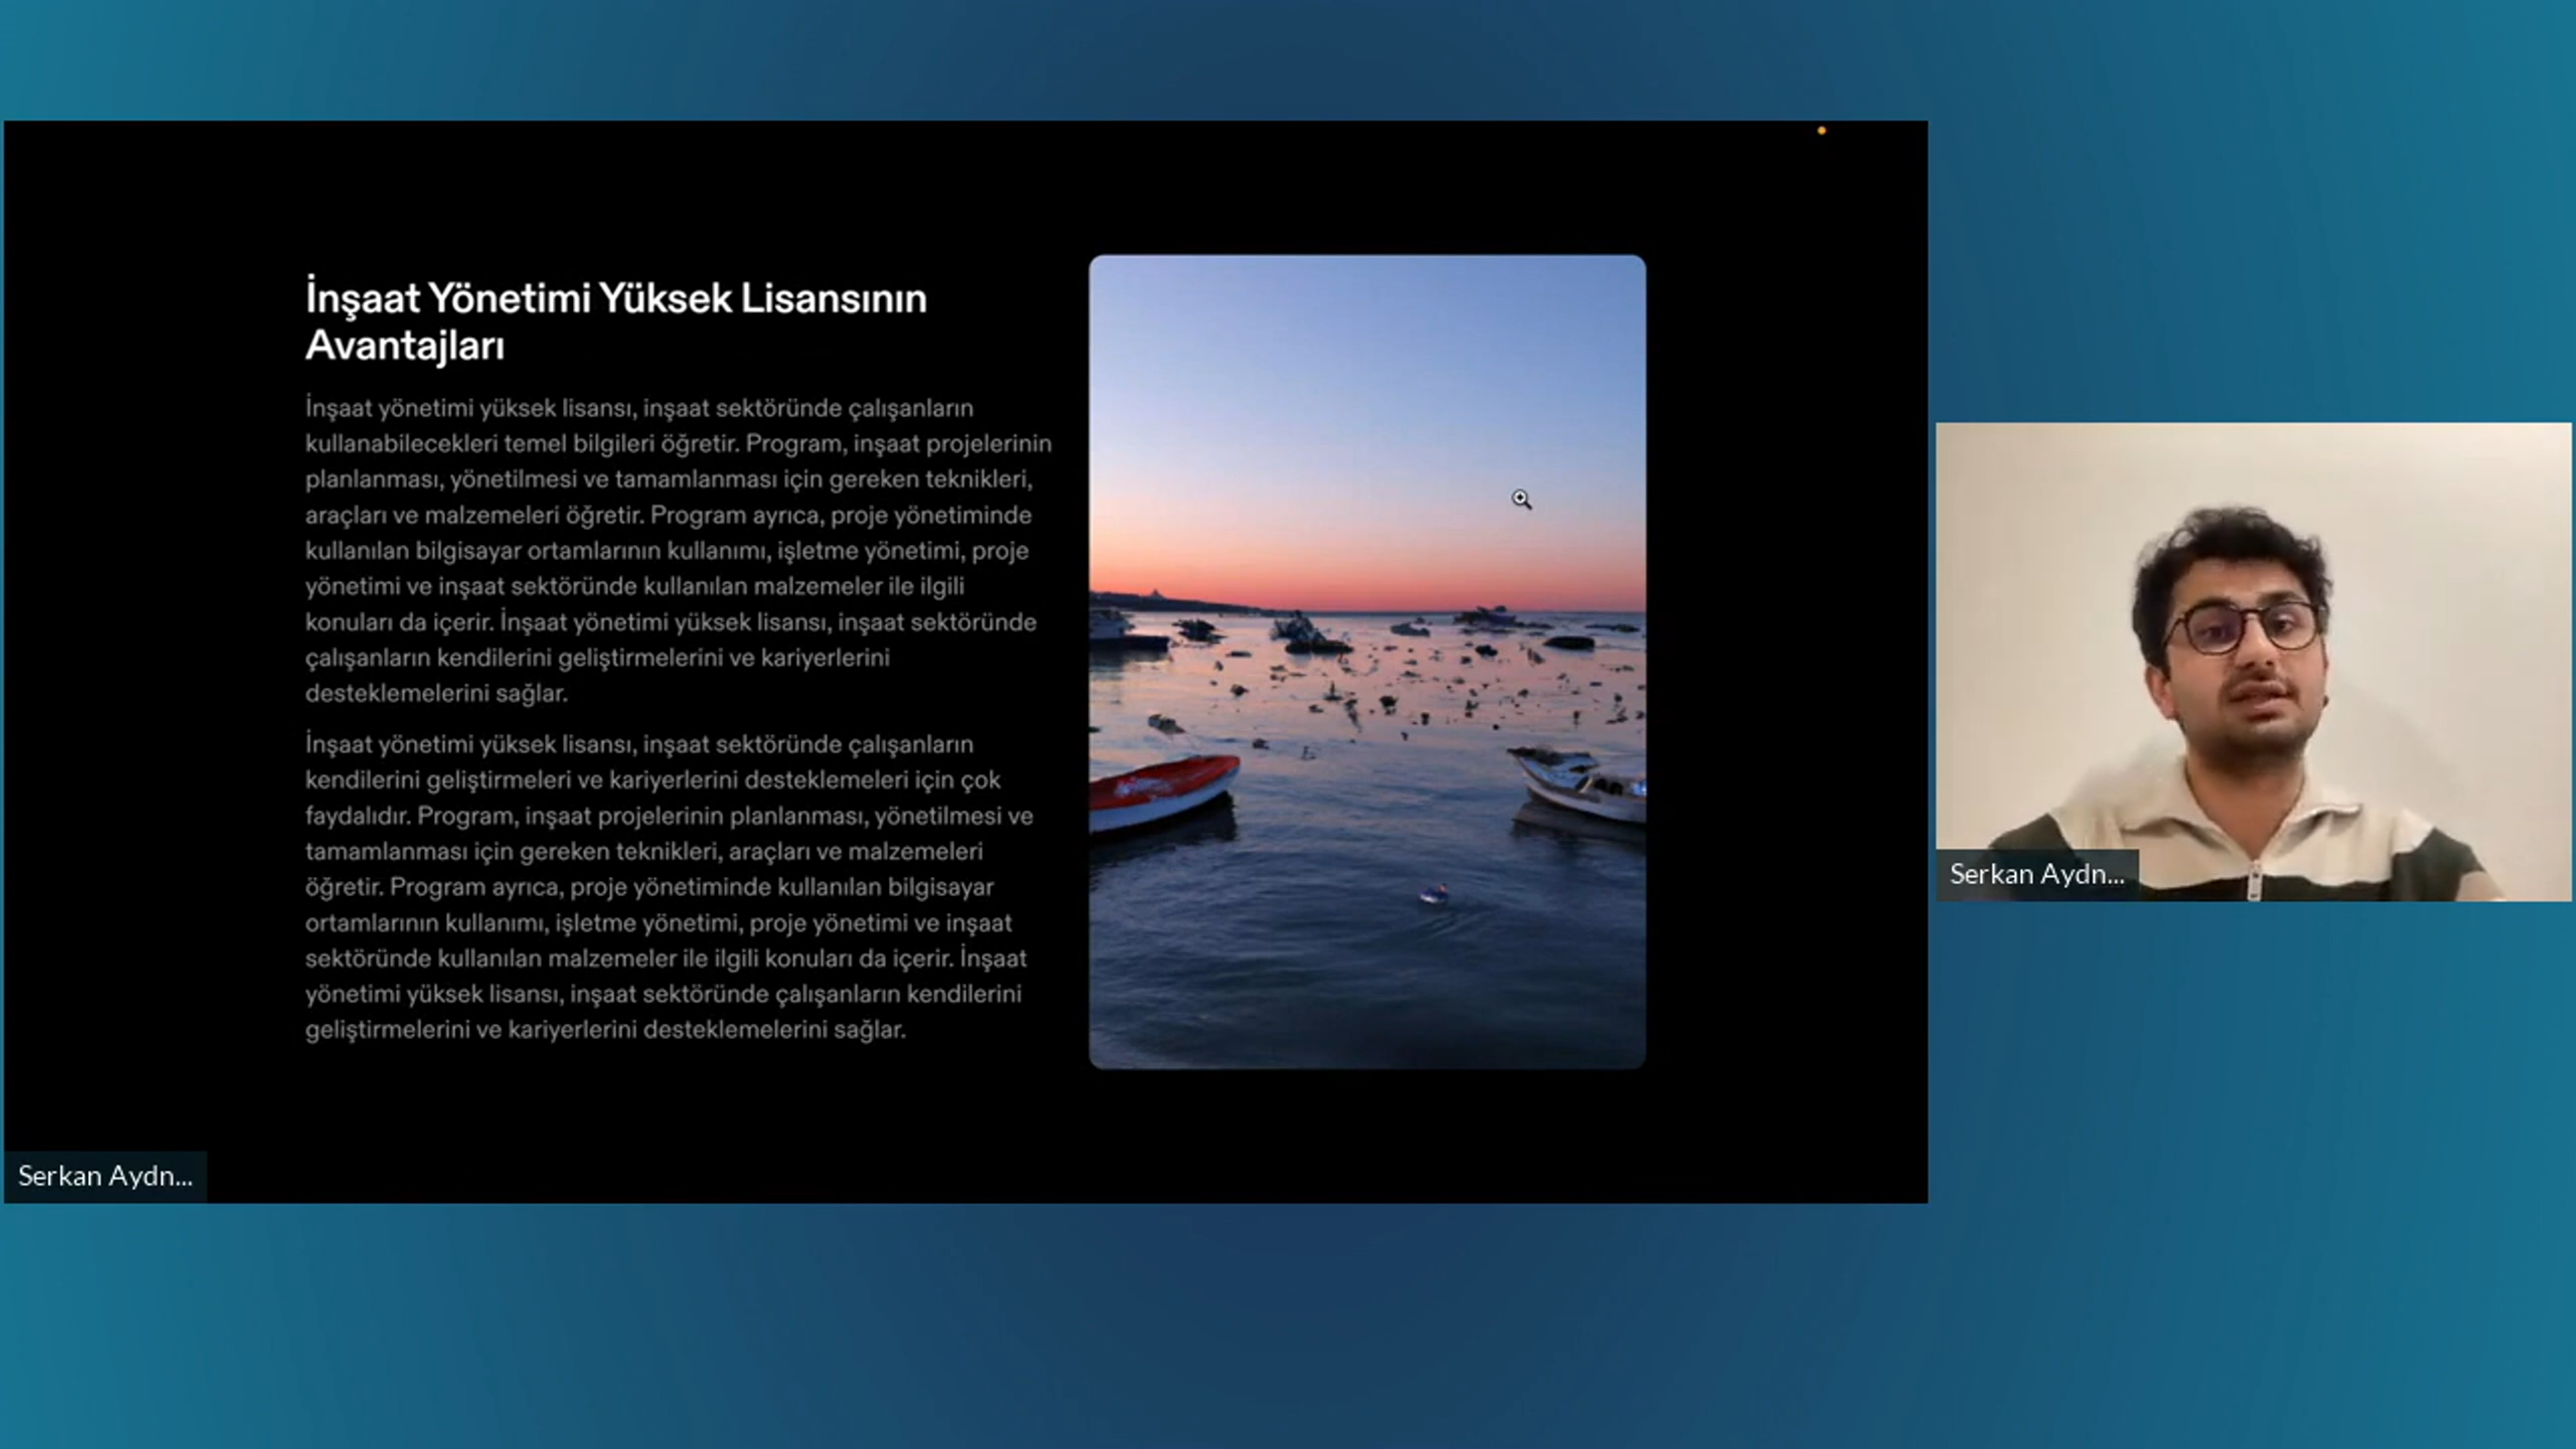 İnşaat Yönetimi Yüksek Lisansının
Avantajları
İnşaat yönetimi yüksek lisansı, inşaat sektöründe çalışanların
kullanabilecekleri temel bilgileri öğretir. Program, inşaat projelerinin
planlanması, yönetilmesi ve tamamlanması için gereken teknikleri,
araçları ve malzemeleri öğretir. Program ayrıca, proje yönetiminde
kullanılan bilgisayar ortamlarının kullanımı, işletme yönetimi, proje
yönetimi ve inşaat sektöründe kullanılan malzemeler ile ilgili
konuları da içerir. İnşaat yönetimi yüksek lisansı, inşaat sektöründe
çalışanların kendilerini geliştirmelerini ve kariyerlerini
desteklemelerini sağlar.
İnşaat yönetimi yüksek lisansı, inşaat sektöründe çalışanların
kendilerini geliştirmeleri ve kariyerlerini desteklemeleri için çok
faydalıdır. Program, inşaat projelerinin planlanması, yönetilmesi ve
tamamlanması için gereken teknikleri, araçları ve malzemeleri
öğretir. Program ayrıca, proje yönetiminde kullanılan bilgisayar
ortamlarının kullanımı, işletme yönetimi, proje yönetimi ve inşaat
sektöründe kullanılan malzemeler ile ilgili konuları da içerir. İnşaat
yönetimi yüksek lisansı, inşaat sektöründe çalışanların kendilerini
geliştirmelerini ve kariyerlerini desteklemelerini sağlar.
Serkan Aydn...
Serkan Aydn...